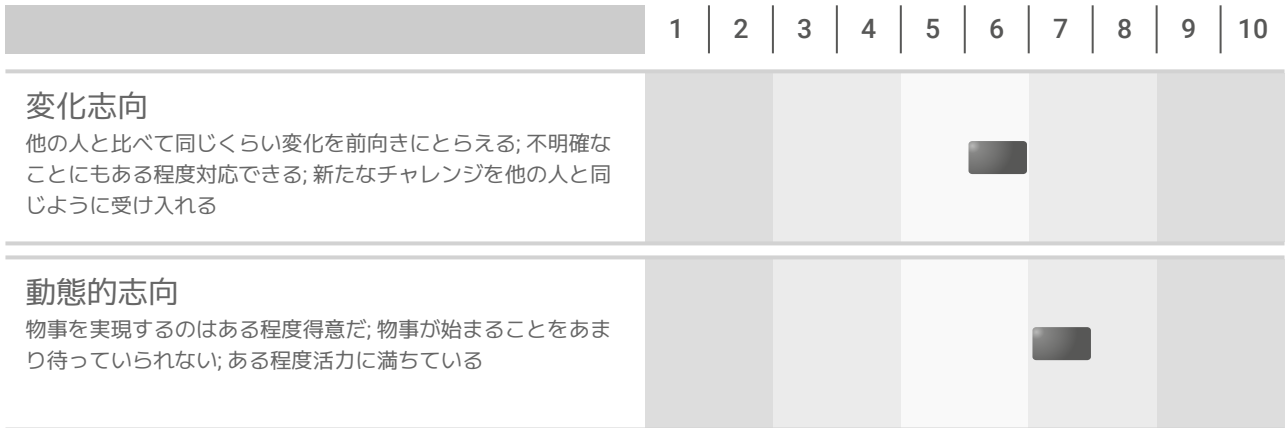 1 2 3 4 5 6 7 8 9 10
変化志向
他の人と比べて同じくらい変化を前向きにとらえる; 不明確な
ことにもある程度対応できる; 新たなチャレンジを他の人と同
じように受け入れる
動態的志向
物事を実現するのはある程度得意だ; 物事が始まることをあま
り待っていられない; ある程度活力に満ちている